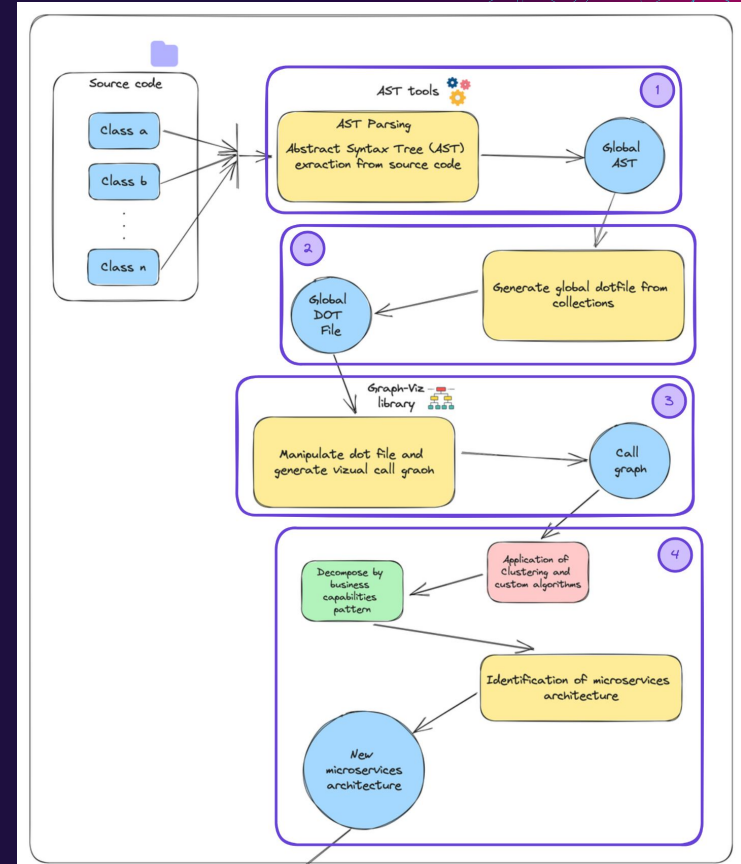 Source code
Class a
Class b
Class n
AST tools
1
AST Parsing
Abstract Syntax Tree (AST)
extraction from source code
Global
AST
2
Generate global dotfile from
collections
Global
DOT
File
Graph-Viz
library
3
Manipulate dot file and
generate vizual call graoh
Call
graph
4
Application of
Clustering and
custom algorithms
Decompose by
business
capabilities
pattern
Identification of microservices
architecture
New
microservices
architecture